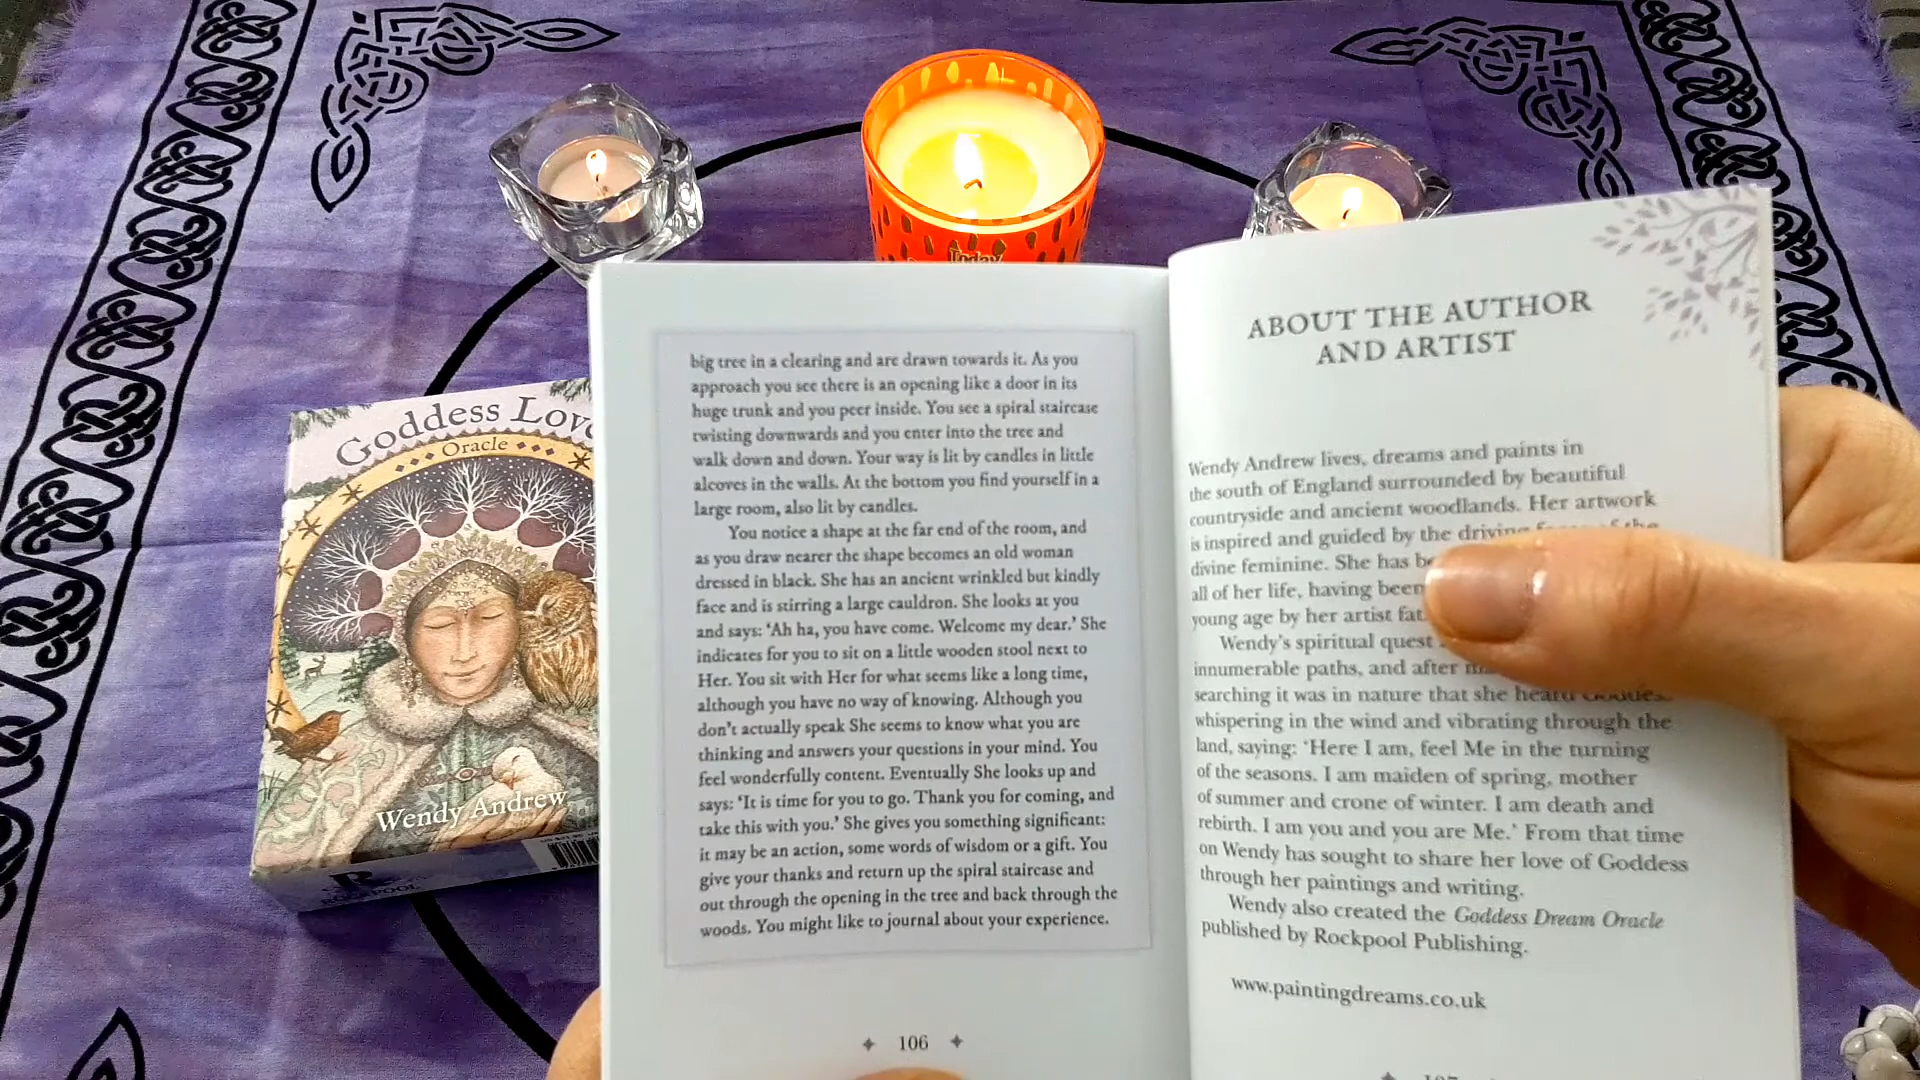 Today
Goddess Love
Oracle
Wendy Andrew
big tree in a clearing and are drawn towards it. As you
approach you see there is an opening like a door in its
huge trunk and you peer inside. You see a spiral staircase
twisting downwards and you enter into the tree and
walk down and down. Your way is lit by candles in little
alcoves in the walls. At the bottom you find yourself in a
large room, also lit by candles.
You notice a shape at the far end of the room, and
as you draw nearer the shape becomes an old woman
dressed in black. She has an ancient wrinkled but kindly
face and is stirring a large cauldron. She looks at you
and says: ‘Ah ha, you have come. Welcome my dear.’ She
indicates for you to sit on a little wooden stool next to
Her. You sit with Her for what seems like a long time,
although you have no way of knowing. Although you
don’t actually speak She seems to know what you are
thinking and answers your questions in your mind. You
feel wonderfully content. Eventually She looks up and
says: ‘It is time for you to go. Thank you for coming, and
take this with you.’ She gives you something significant:
it may be an action, some words of wisdom or a gift. You
give your thanks and return up the spiral staircase and
out through the opening in the tree and back through the
woods. You might like to journal about your experience.
106
ABOUT THE AUTHOR
AND ARTIST
Wendy Andrew lives, dreams and paints in
the south of England surrounded by beautiful
countryside and ancient woodlands. Her artwork
is inspired and guided by the driving of the
divine feminine. She has
all of her life, having been
young age by her artist
Wendy’s spiritual quest
innumerable paths, and after
searching it was in nature that she heard
whispering in the wind and vibrating through the
land, saying: ‘Here I am, feel Me in the turning
of the seasons. I am maiden of spring, mother
of summer and crone of winter. I am death and
rebirth. I am you and you are Me.’ From that time
on Wendy has sought to share her love of Goddess
through her paintings and writing.
Wendy also created the Goddess Dream Oracle
published by Rockpool Publishing.
www.paintingdreams.co.uk